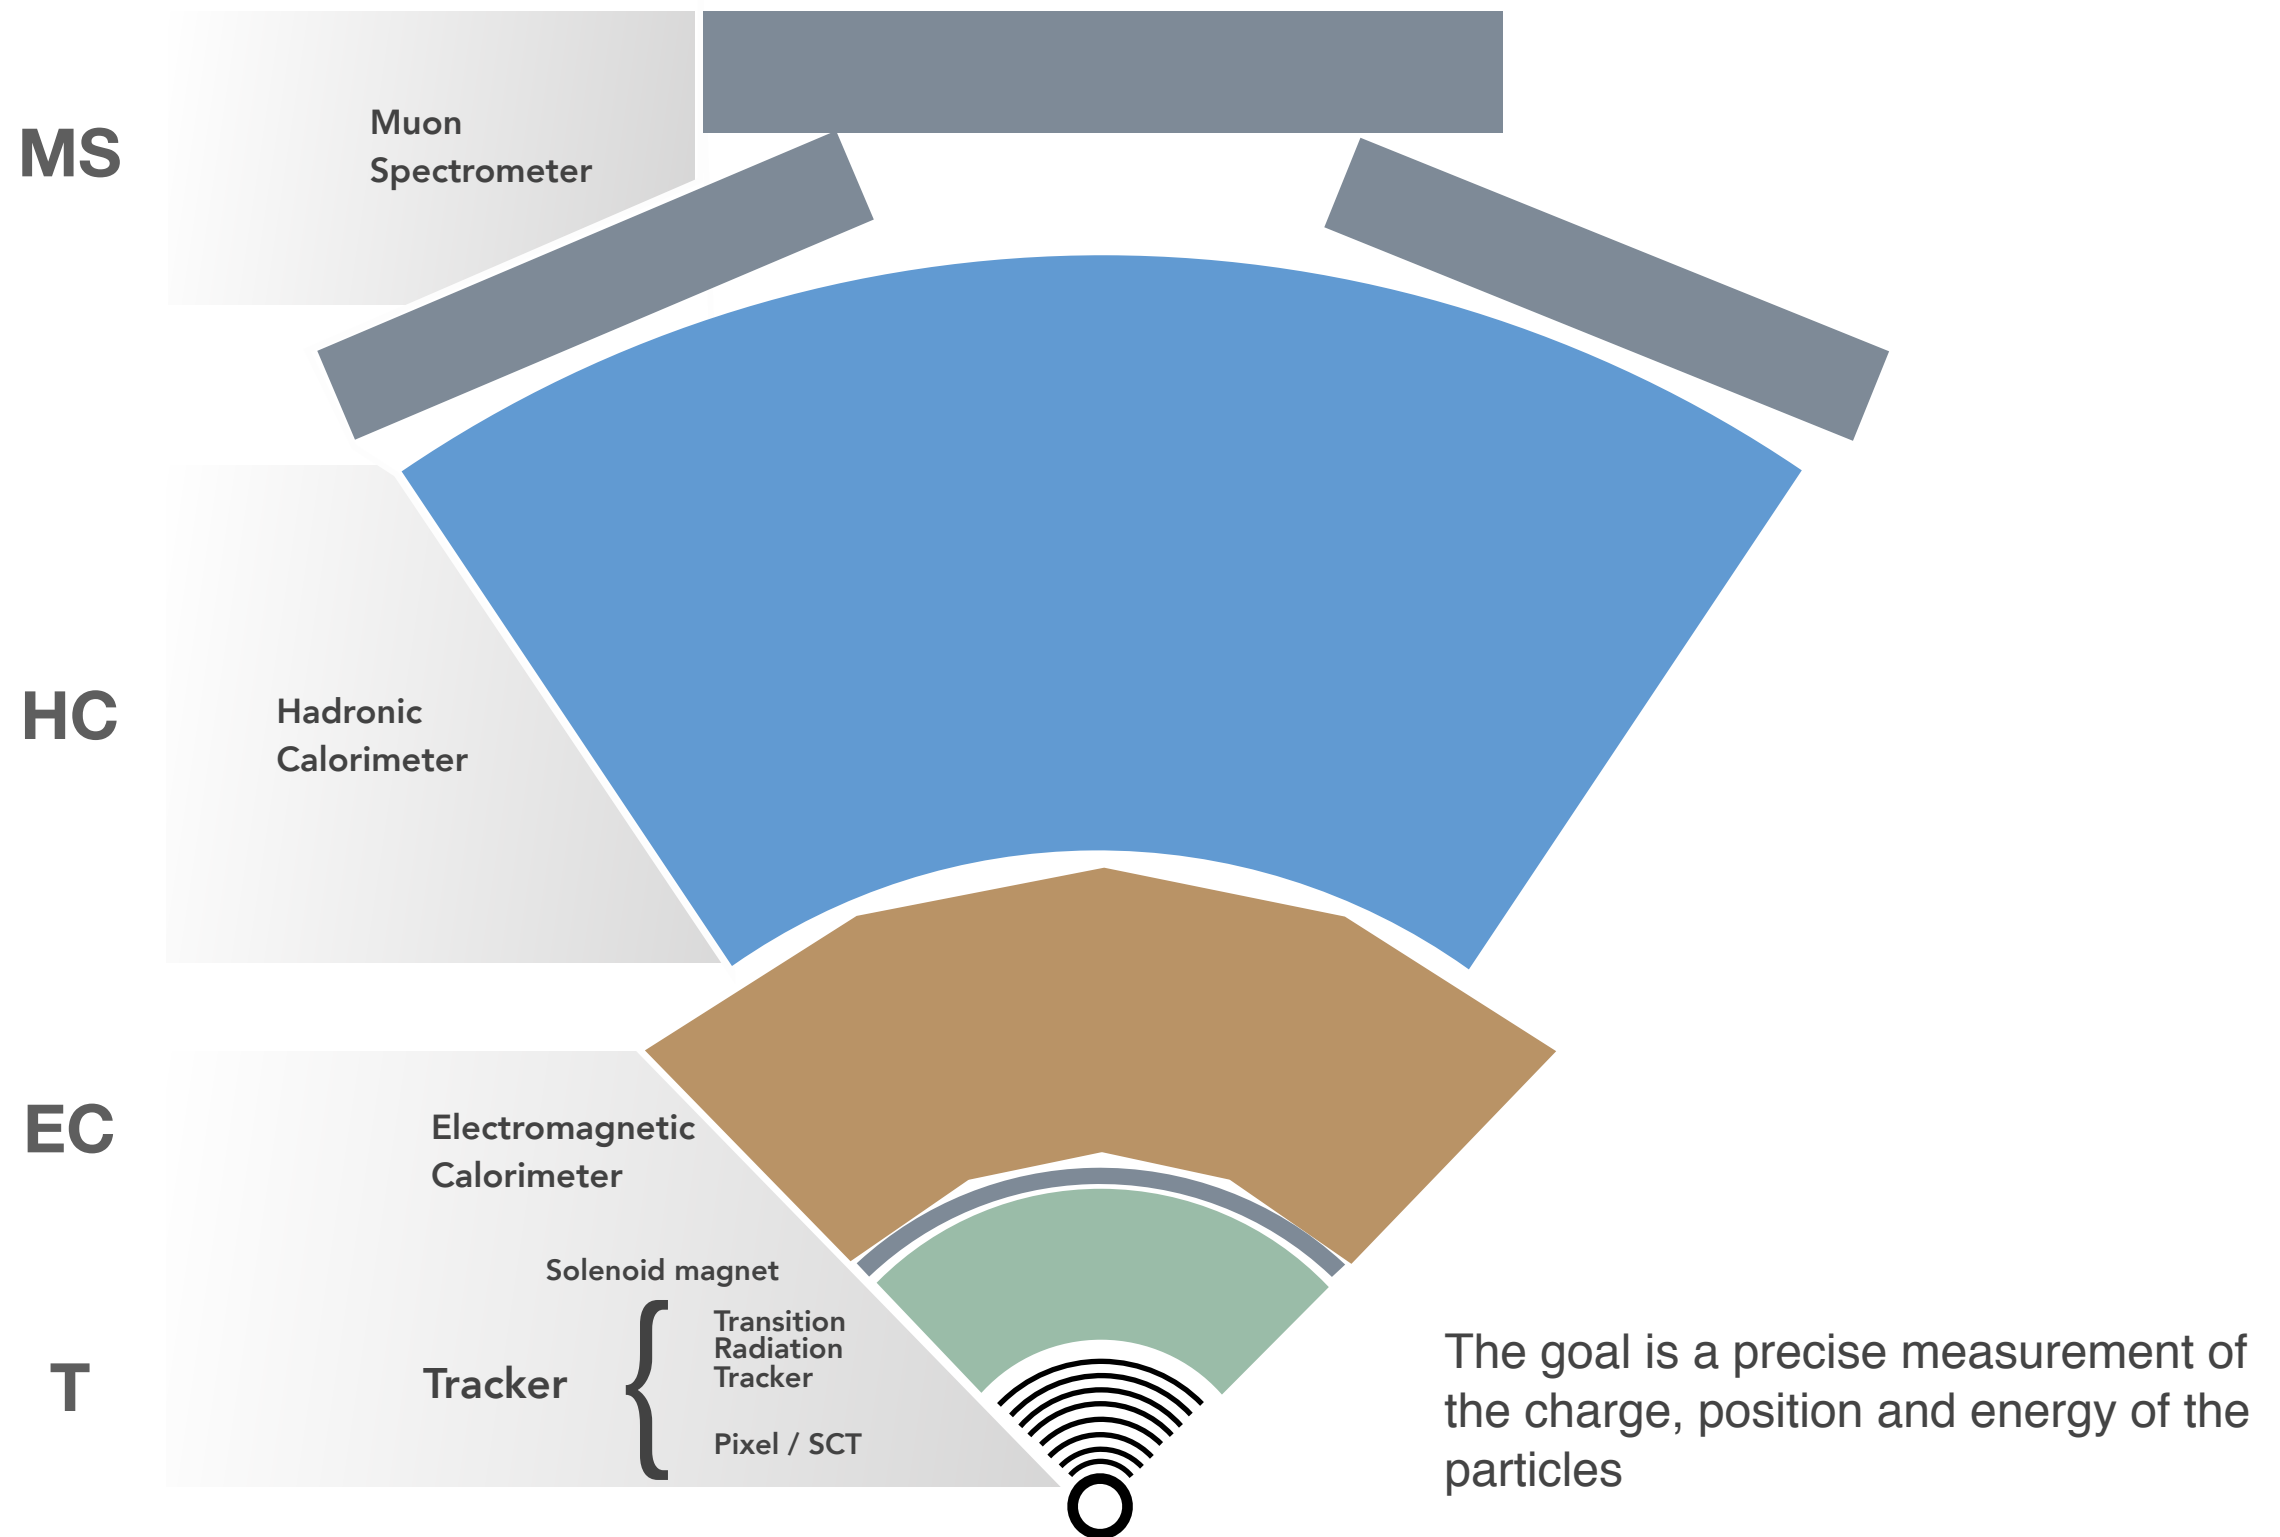 MS
Muon
Spectrometer
HC
Hadronic
Calorimeter
EC
Electromagnetic
Calorimeter
Solenoid magnet
T
Tracker
Transition
Radiation
Tracker
Pixel / SCT
The goal is a precise measurement of
the charge, position and energy of the
particles